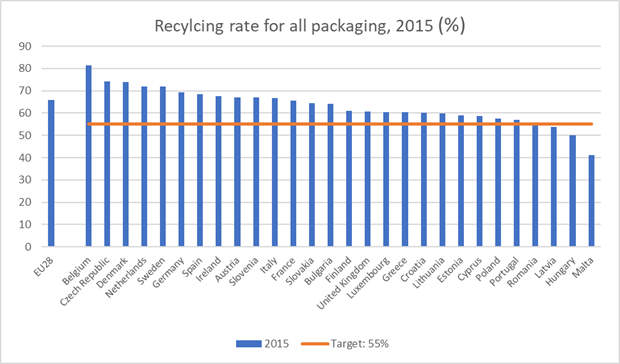 Recylcing rate for all packaging, 2015 (%)
90
80
70
60
50
40
30
20
10
0
EU28
Belgium
Czech Republic
Denmark
Netherlands
Sweden
Germany
Spain
Ireland
Austria
Slovenia
Italy
France
Slovakia
Bulgaria
Finland
United Kingdom
Luxembourg
Greece
Croatia
Lithuania
Estonia
Cyprus
Poland
Portugal
Romania
Latvia
Hungary
Malta
2015
Target: 55%